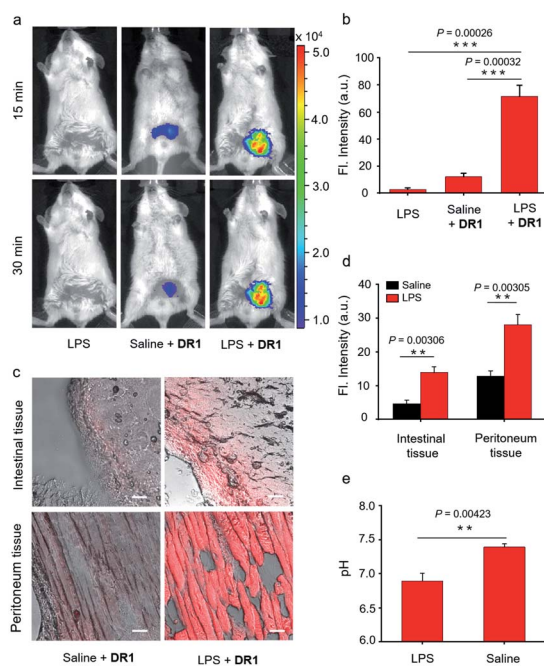 a
15 min
30 min
LPS
Saline + DR1
LPS + DR1
x 10⁴
5.0
4.0
3.0
2.0
1.0
b
P = 0.00026
***
P = 0.00032
***
Fl. Intensity (a.u.)
100
80
60
40
20
0
LPS
Saline
+ DR1
LPS
+ DR1
c
Intestinal tissue
Peritoneum tissue
Saline + DR1
LPS + DR1
d
Saline
LPS
P = 0.00305
**
P = 0.00306
**
Fl. Intensity (a.u.)
40
30
20
10
0
Intestinal
tissue
Peritoneum
tissue
e
P = 0.00423
**
pH
8.0
7.5
7.0
6.5
6.0
LPS
Saline